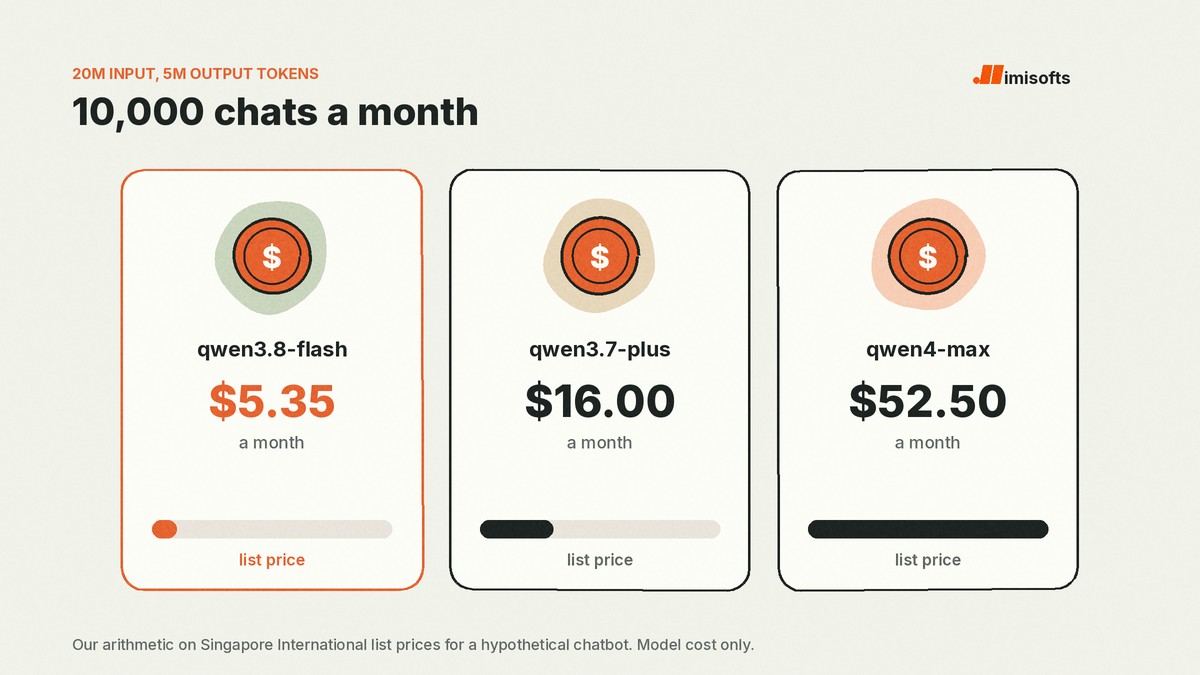 20M INPUT, 5M OUTPUT TOKENS
10,000 chats a month
imisofts
$
qwen3.8-flash
$5.35
a month
list price
$
qwen3.7-plus
$16.00
a month
list price
$
qwen4-max
$52.50
a month
list price
Our arithmetic on Singapore International list prices for a hypothetical chatbot. Model cost only.